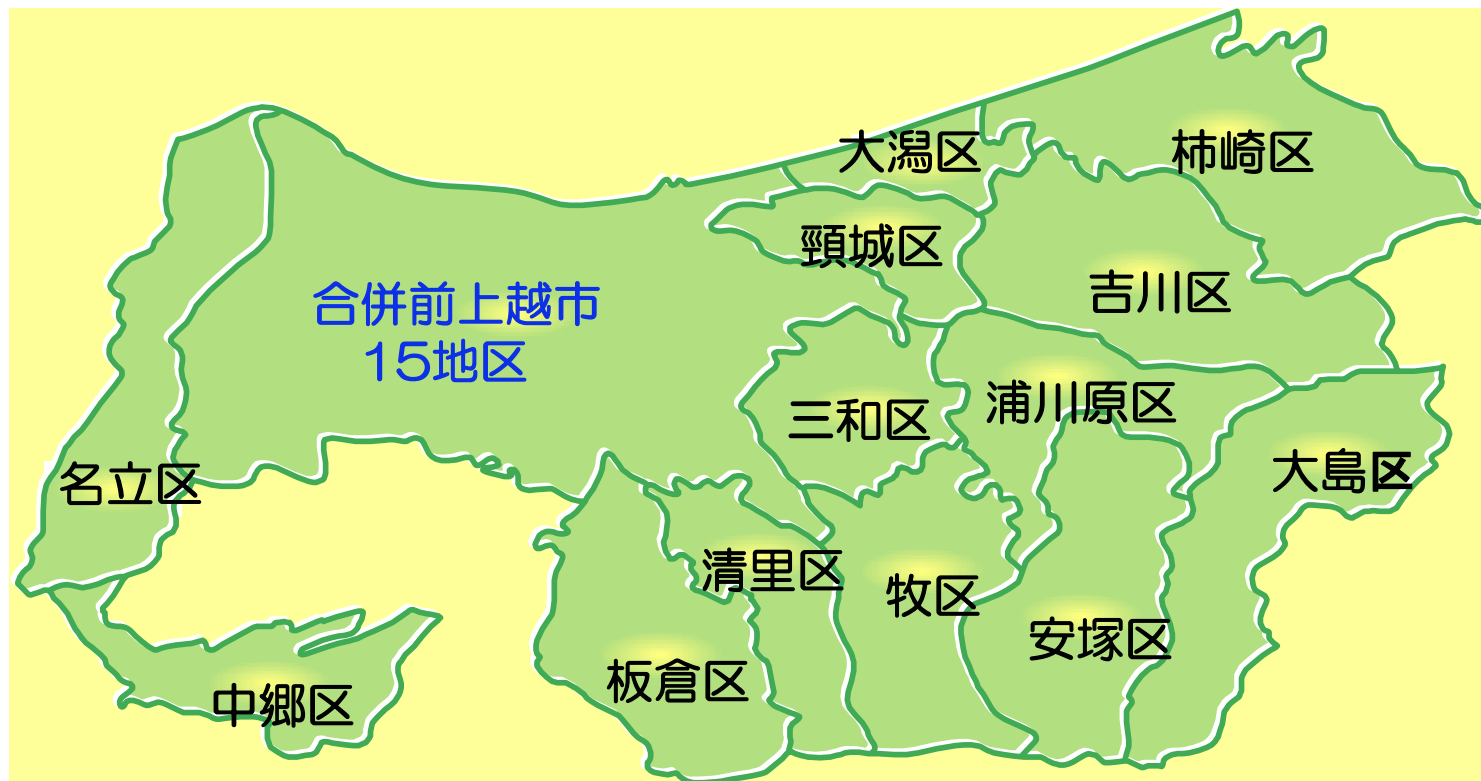 大潟区
柿崎区
頸城区
吉川区
合併前上越市
15地区
三和区
浦川原区
大島区
名立区
清里区
牧区
安塚区
板倉区
中郷区